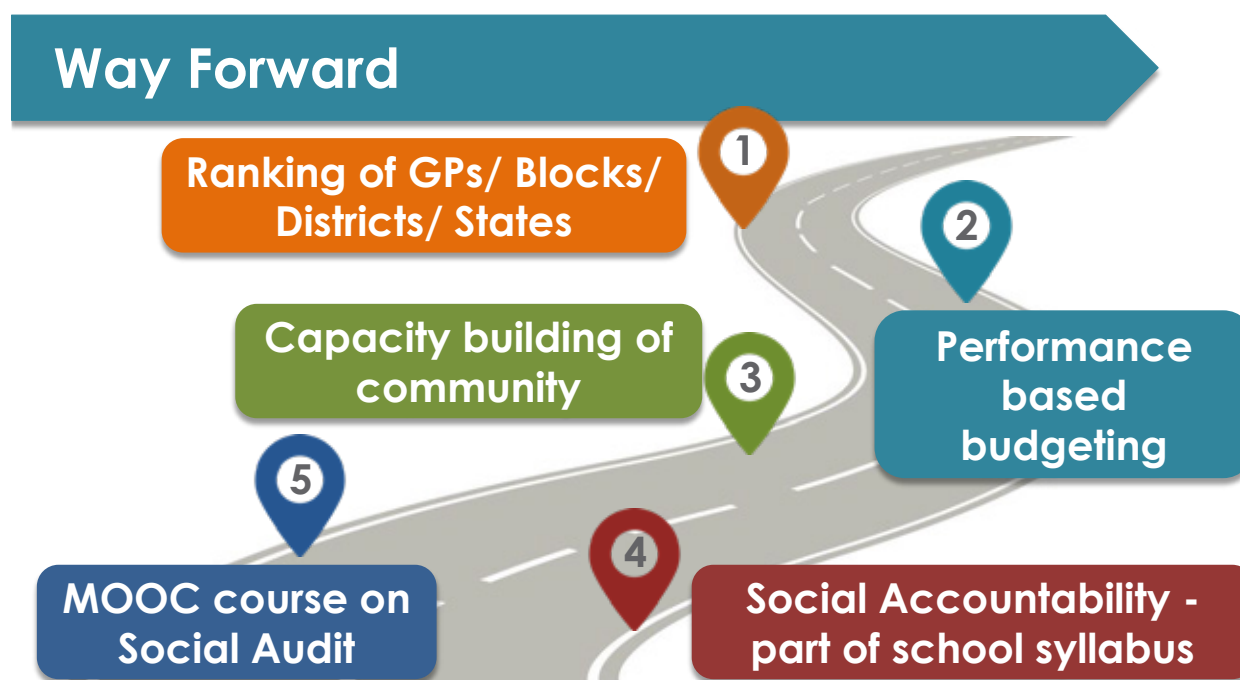 Way Forward
1
Ranking of GPs/ Blocks/
Districts/ States
2
Performance
based
budgeting
3
Capacity building of
community
4
Social Accountability -
part of school syllabus
5
MOOC course on
Social Audit